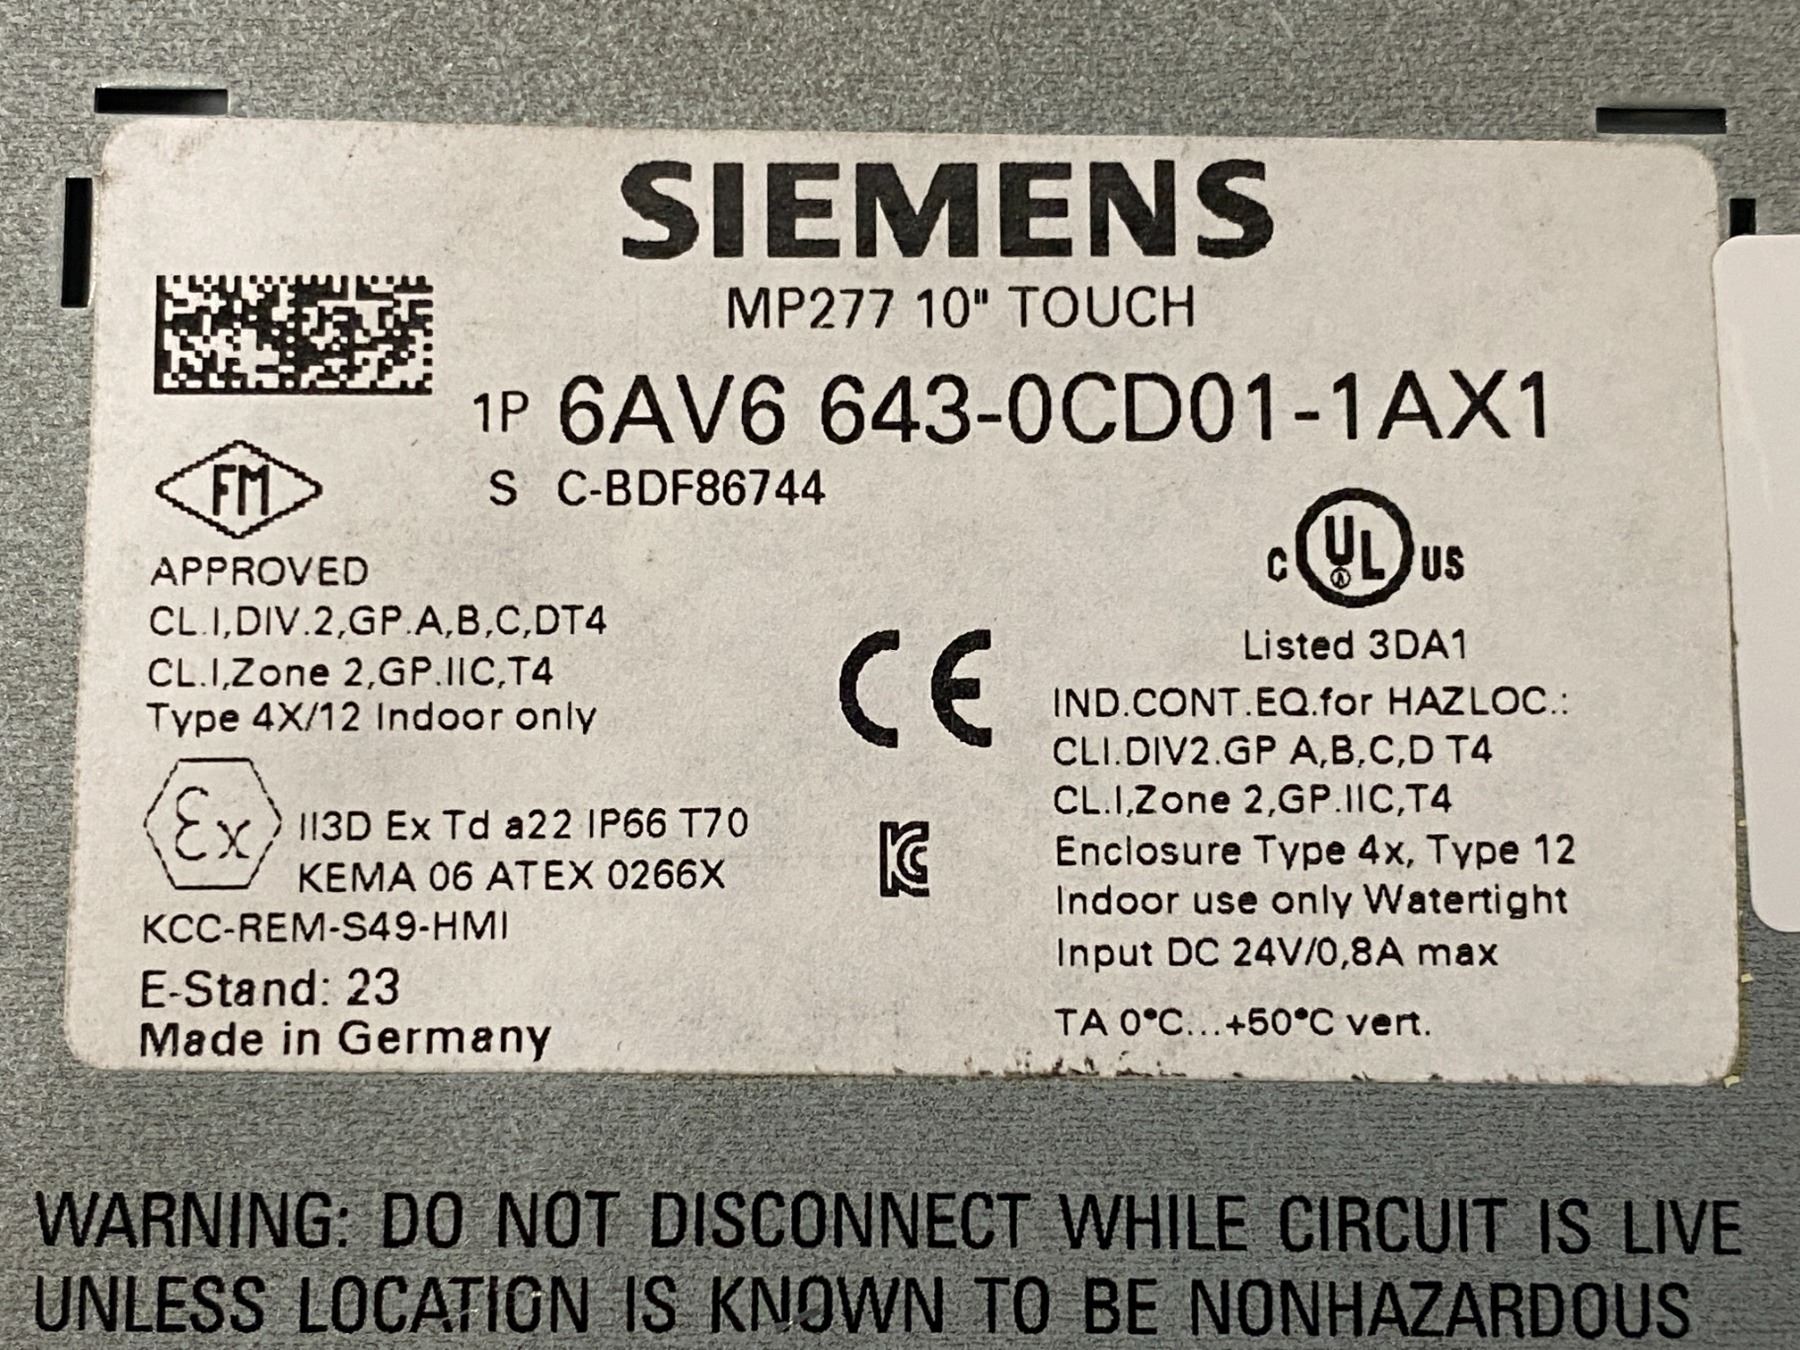 SIEMENS
MP277 10" TOUCH
1P 6AV6 643-0CD01-1AX1
S C-BDF86744
FM
APPROVED
CL.I,DIV.2,GP.A,B,C,DT4
CL.I,Zone 2,GP.IIC,T4
Type 4X/12 Indoor only
Ex II3D Ex Td a22 IP66 T70
KEMA 06 ATEX 0266X
KCC-REM-S49-HMI
E-Stand: 23
Made in Germany
CE
KC
C UL US
Listed 3DA1
IND.CONT.EQ.for HAZLOC.:
CLI.DIV2.GP A,B,C,D T4
CL.I,Zone 2,GP.IIC,T4
Enclosure Type 4x, Type 12
Indoor use only Watertight
Input DC 24V/0,8A max
TA 0°C...+50°C vert.
WARNING: DO NOT DISCONNECT WHILE CIRCUIT IS LIVE
UNLESS LOCATION IS KNOWN TO BE NONHAZARDOUS